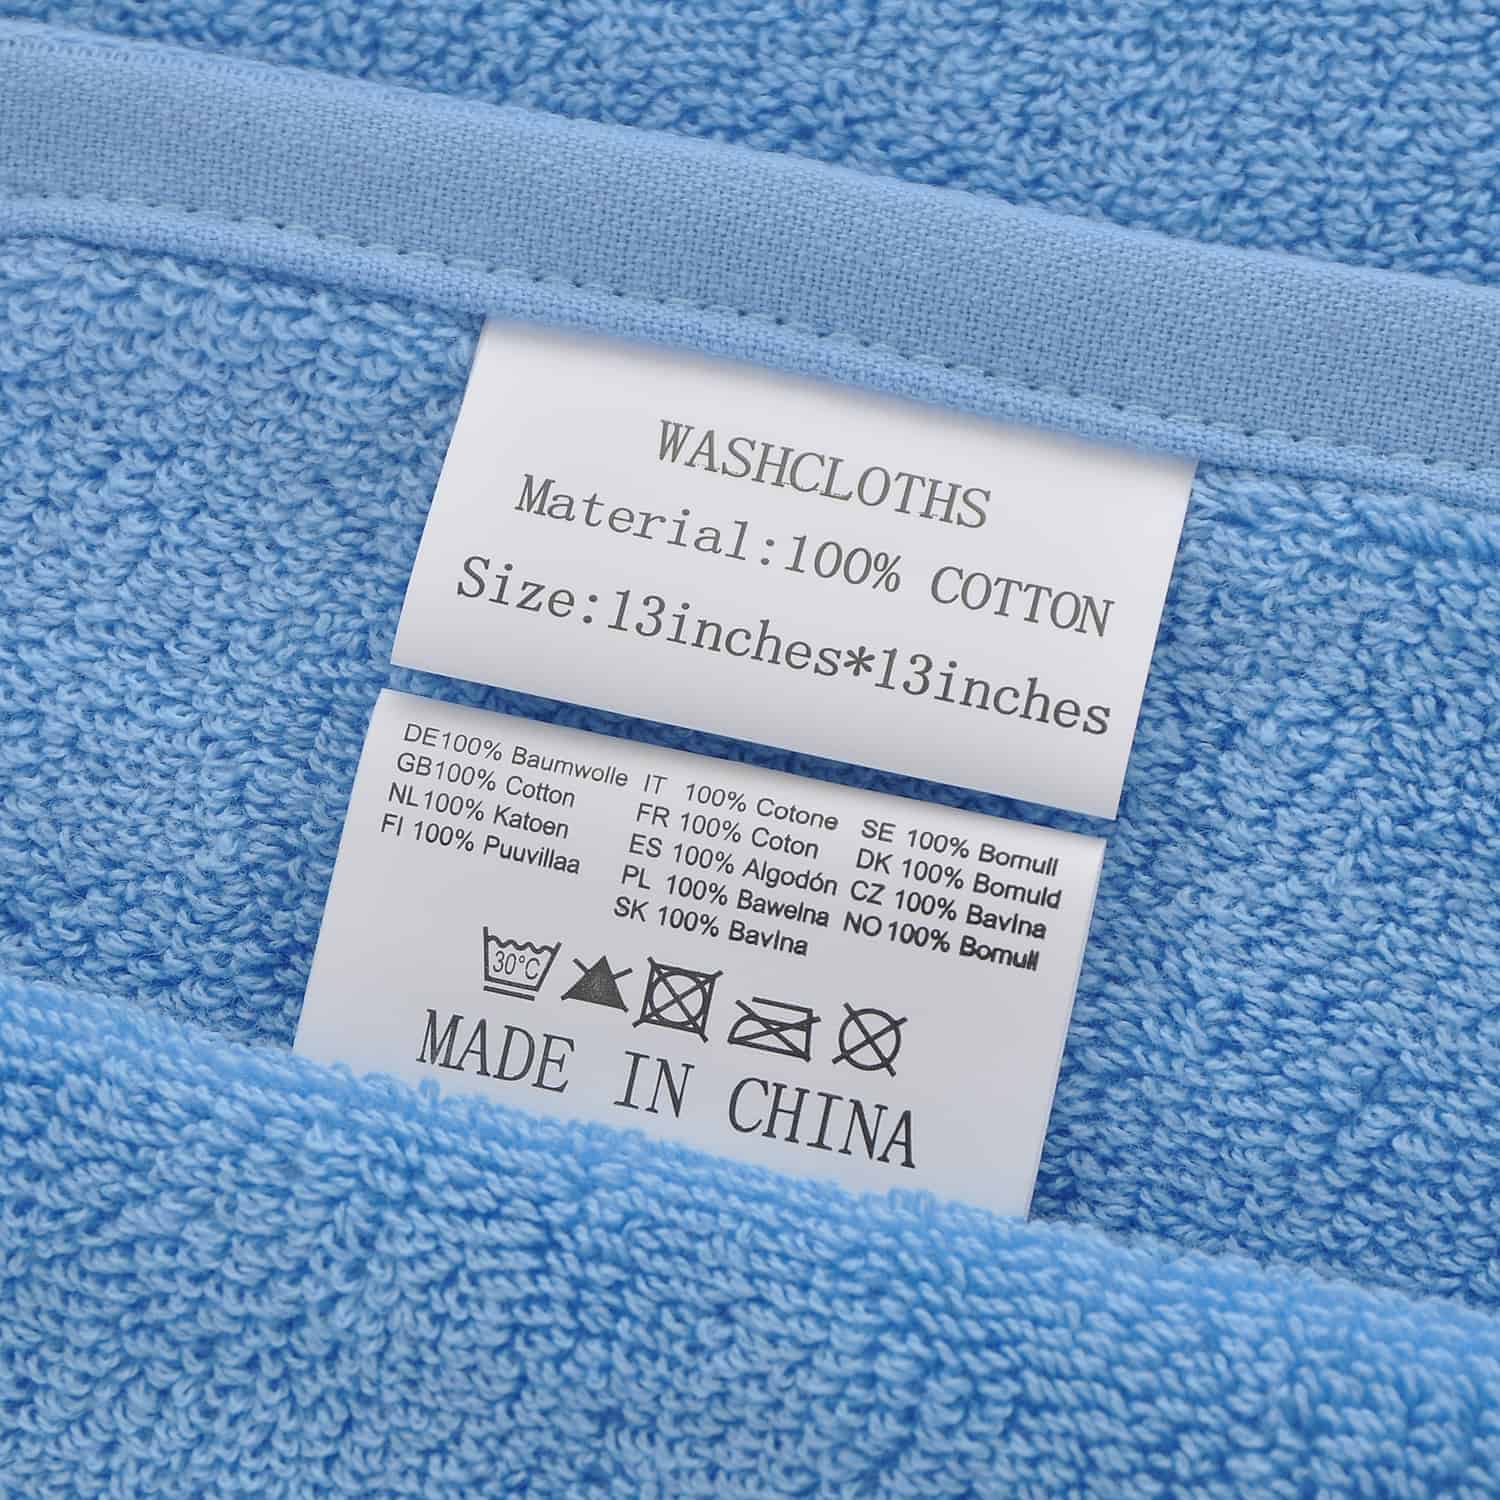 WASHCLOTHS
Material:100% COTTON
Size:13inches*13inches
DE100% Baumwolle
GB100% Cotton
NL100% Katoen
FI 100% Puuvillaa
IT 100% Cotone
FR 100% Coton
ES 100% Algodón
PL 100% Bawelna
SK 100% Bavlna
SE 100% Bomull
DK 100% Bomuld
CZ 100% Bavlna
NO 100% Bomull
30°C
MADE IN CHINA